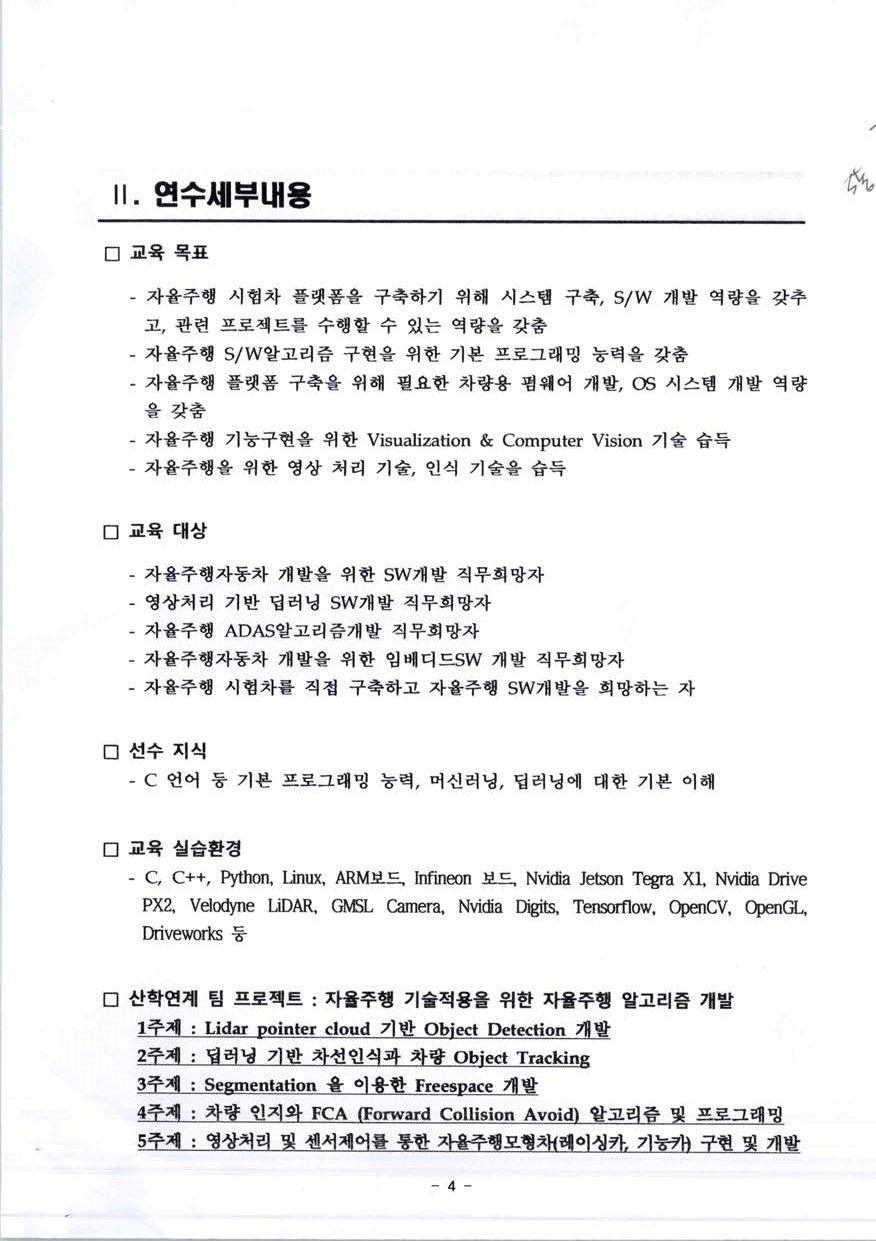 II. 연수세부내용
□ 교육 목표
- 자율주행 시험차 플랫폼을 구축하기 위해 시스템 구축, S/W 개발 역량을 갖추
고, 관련 프로젝트를 수행할 수 있는 역량을 갖춤
- 자율주행 S/W알고리즘 구현을 위한 기본 프로그래밍 능력을 갖춤
- 자율주행 플랫폼 구축을 위해 필요한 차량용 펌웨어 개발, OS 시스템 개발 역량
을 갖춤
- 자율주행 기능구현을 위한 Visualization & Computer Vision 기술 습득
- 자율주행을 위한 영상 처리 기술, 인식 기술을 습득
□ 교육 대상
- 자율주행자동차 개발을 위한 SW개발 직무희망자
- 영상처리 기반 딥러닝 SW개발 직무희망자
- 자율주행 ADAS알고리즘개발 직무희망자
- 자율주행자동차 개발을 위한 임베디드SW 개발 직무희망자
- 자율주행 시험차를 직접 구축하고 자율주행 SW개발을 희망하는 자
□ 선수 지식
- C 언어 등 기본 프로그래밍 능력, 머신러닝, 딥러닝에 대한 기본 이해
□ 교육 실습환경
- C, C++, Python, Linux, ARM보드, Infineon 보드, Nvidia Jetson Tegra X1, Nvidia Drive
PX2, Velodyne LiDAR, GMSL Camera, Nvidia Digits, Tensorflow, OpenCV, OpenGL,
Driveworks 등
□ 산학연계 팀 프로젝트 : 자율주행 기술적용을 위한 자율주행 알고리즘 개발
1주제 : Lidar pointer cloud 기반 Object Detection 개발
2주제 : 딥러닝 기반 차선인식과 차량 Object Tracking
3주제 : Segmentation 을 이용한 Freespace 개발
4주제 : 차량 인지와 FCA (Forward Collision Avoid) 알고리즘 및 프로그래밍
5주제 : 영상처리 및 센서제어를 통한 자율주행모형차(레이싱카, 기능카) 구현 및 개발
- 4 -